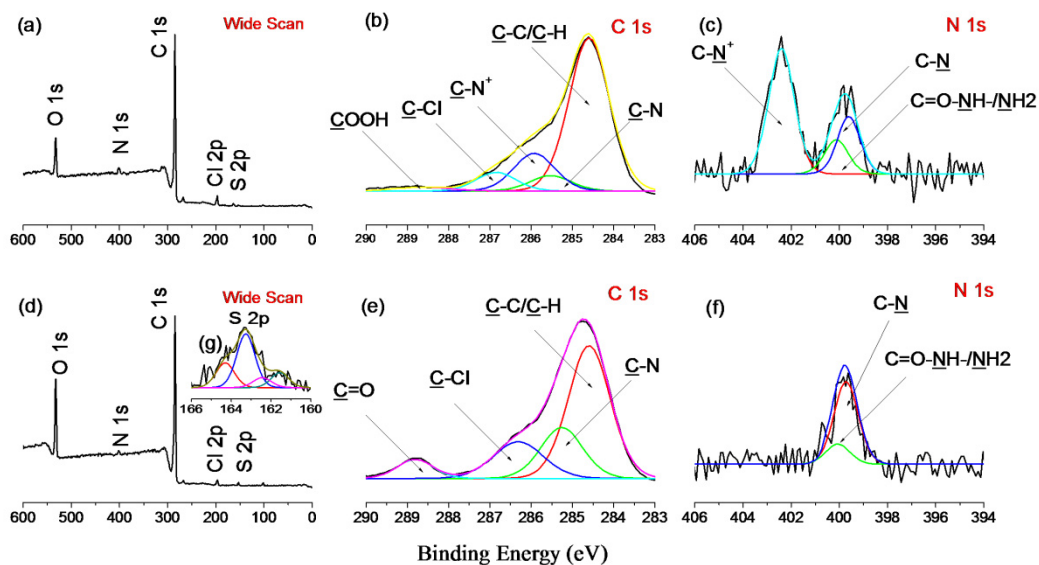 (a)
Wide Scan
O 1s
N 1s
C 1s
Cl 2p
S 2p
600 500 400 300 200 100 0
(b)
C 1s
C-C/C-H
C-N+
C-Cl
COOH
C-N
290 289 288 287 286 285 284 283
(c)
N 1s
C-N+
C-N
C=O-NH-/NH2
406 404 402 400 398 396 394
(d)
Wide Scan
O 1s
N 1s
C 1s
Cl 2p
S 2p
600 500 400 300 200 100 0
(g)
S 2p
166 164 162 160
(e)
C 1s
C-C/C-H
C-Cl
C=O
C-N
290 289 288 287 286 285 284 283
(f)
N 1s
C-N
C=O-NH-/NH2
406 404 402 400 398 396 394
Binding Energy (eV)